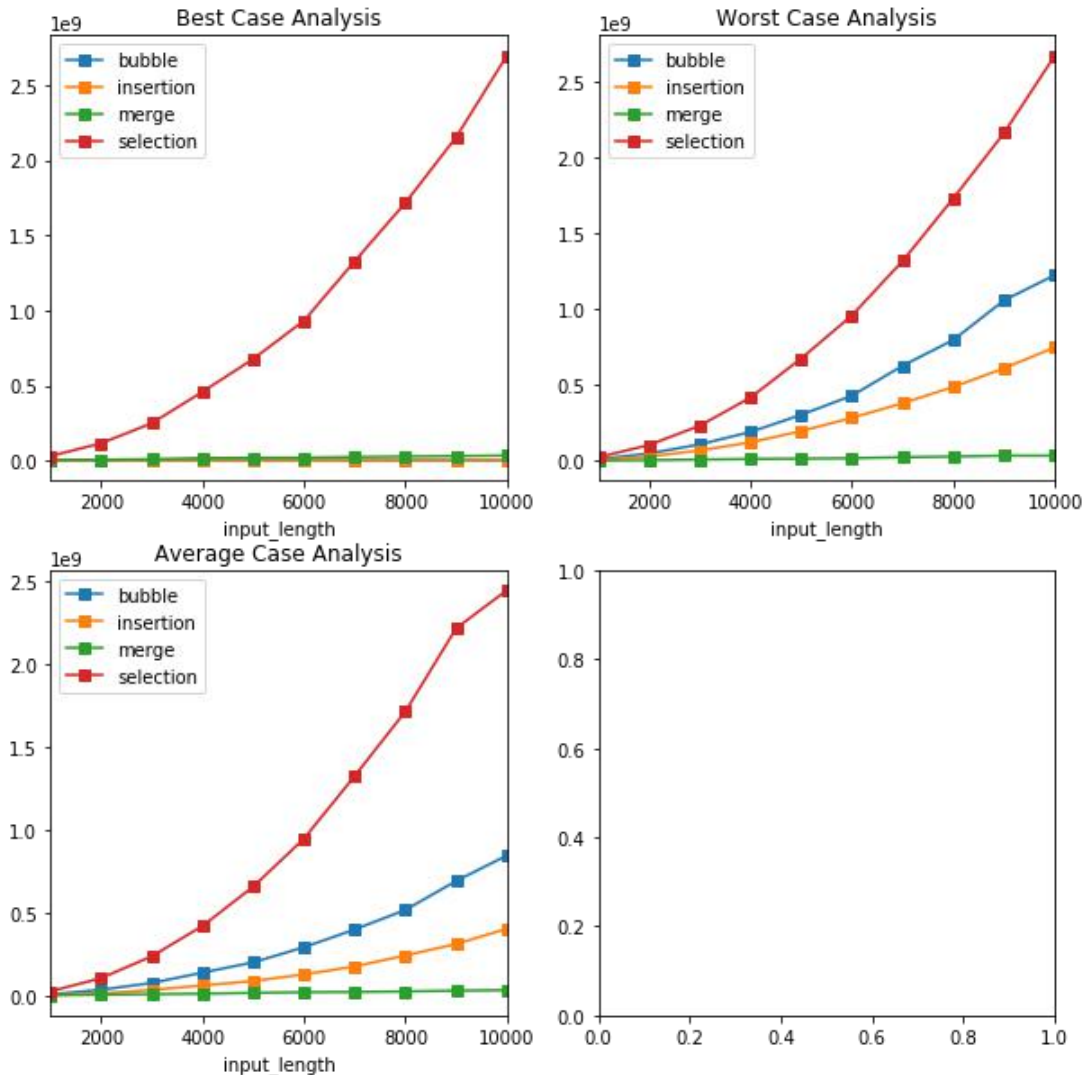 Best Case Analysis
1e9
bubble
insertion
merge
selection
2.5
2.0
1.5
1.0
0.5
0.0
2000 4000 6000 8000 10000
input_length
Worst Case Analysis
1e9
bubble
insertion
merge
selection
2.5
2.0
1.5
1.0
0.5
0.0
2000 4000 6000 8000 10000
input_length
Average Case Analysis
1e9
bubble
insertion
merge
selection
2.5
2.0
1.5
1.0
0.5
0.0
2000 4000 6000 8000 10000
input_length
1.0
0.8
0.6
0.4
0.2
0.0
0.0 0.2 0.4 0.6 0.8 1.0